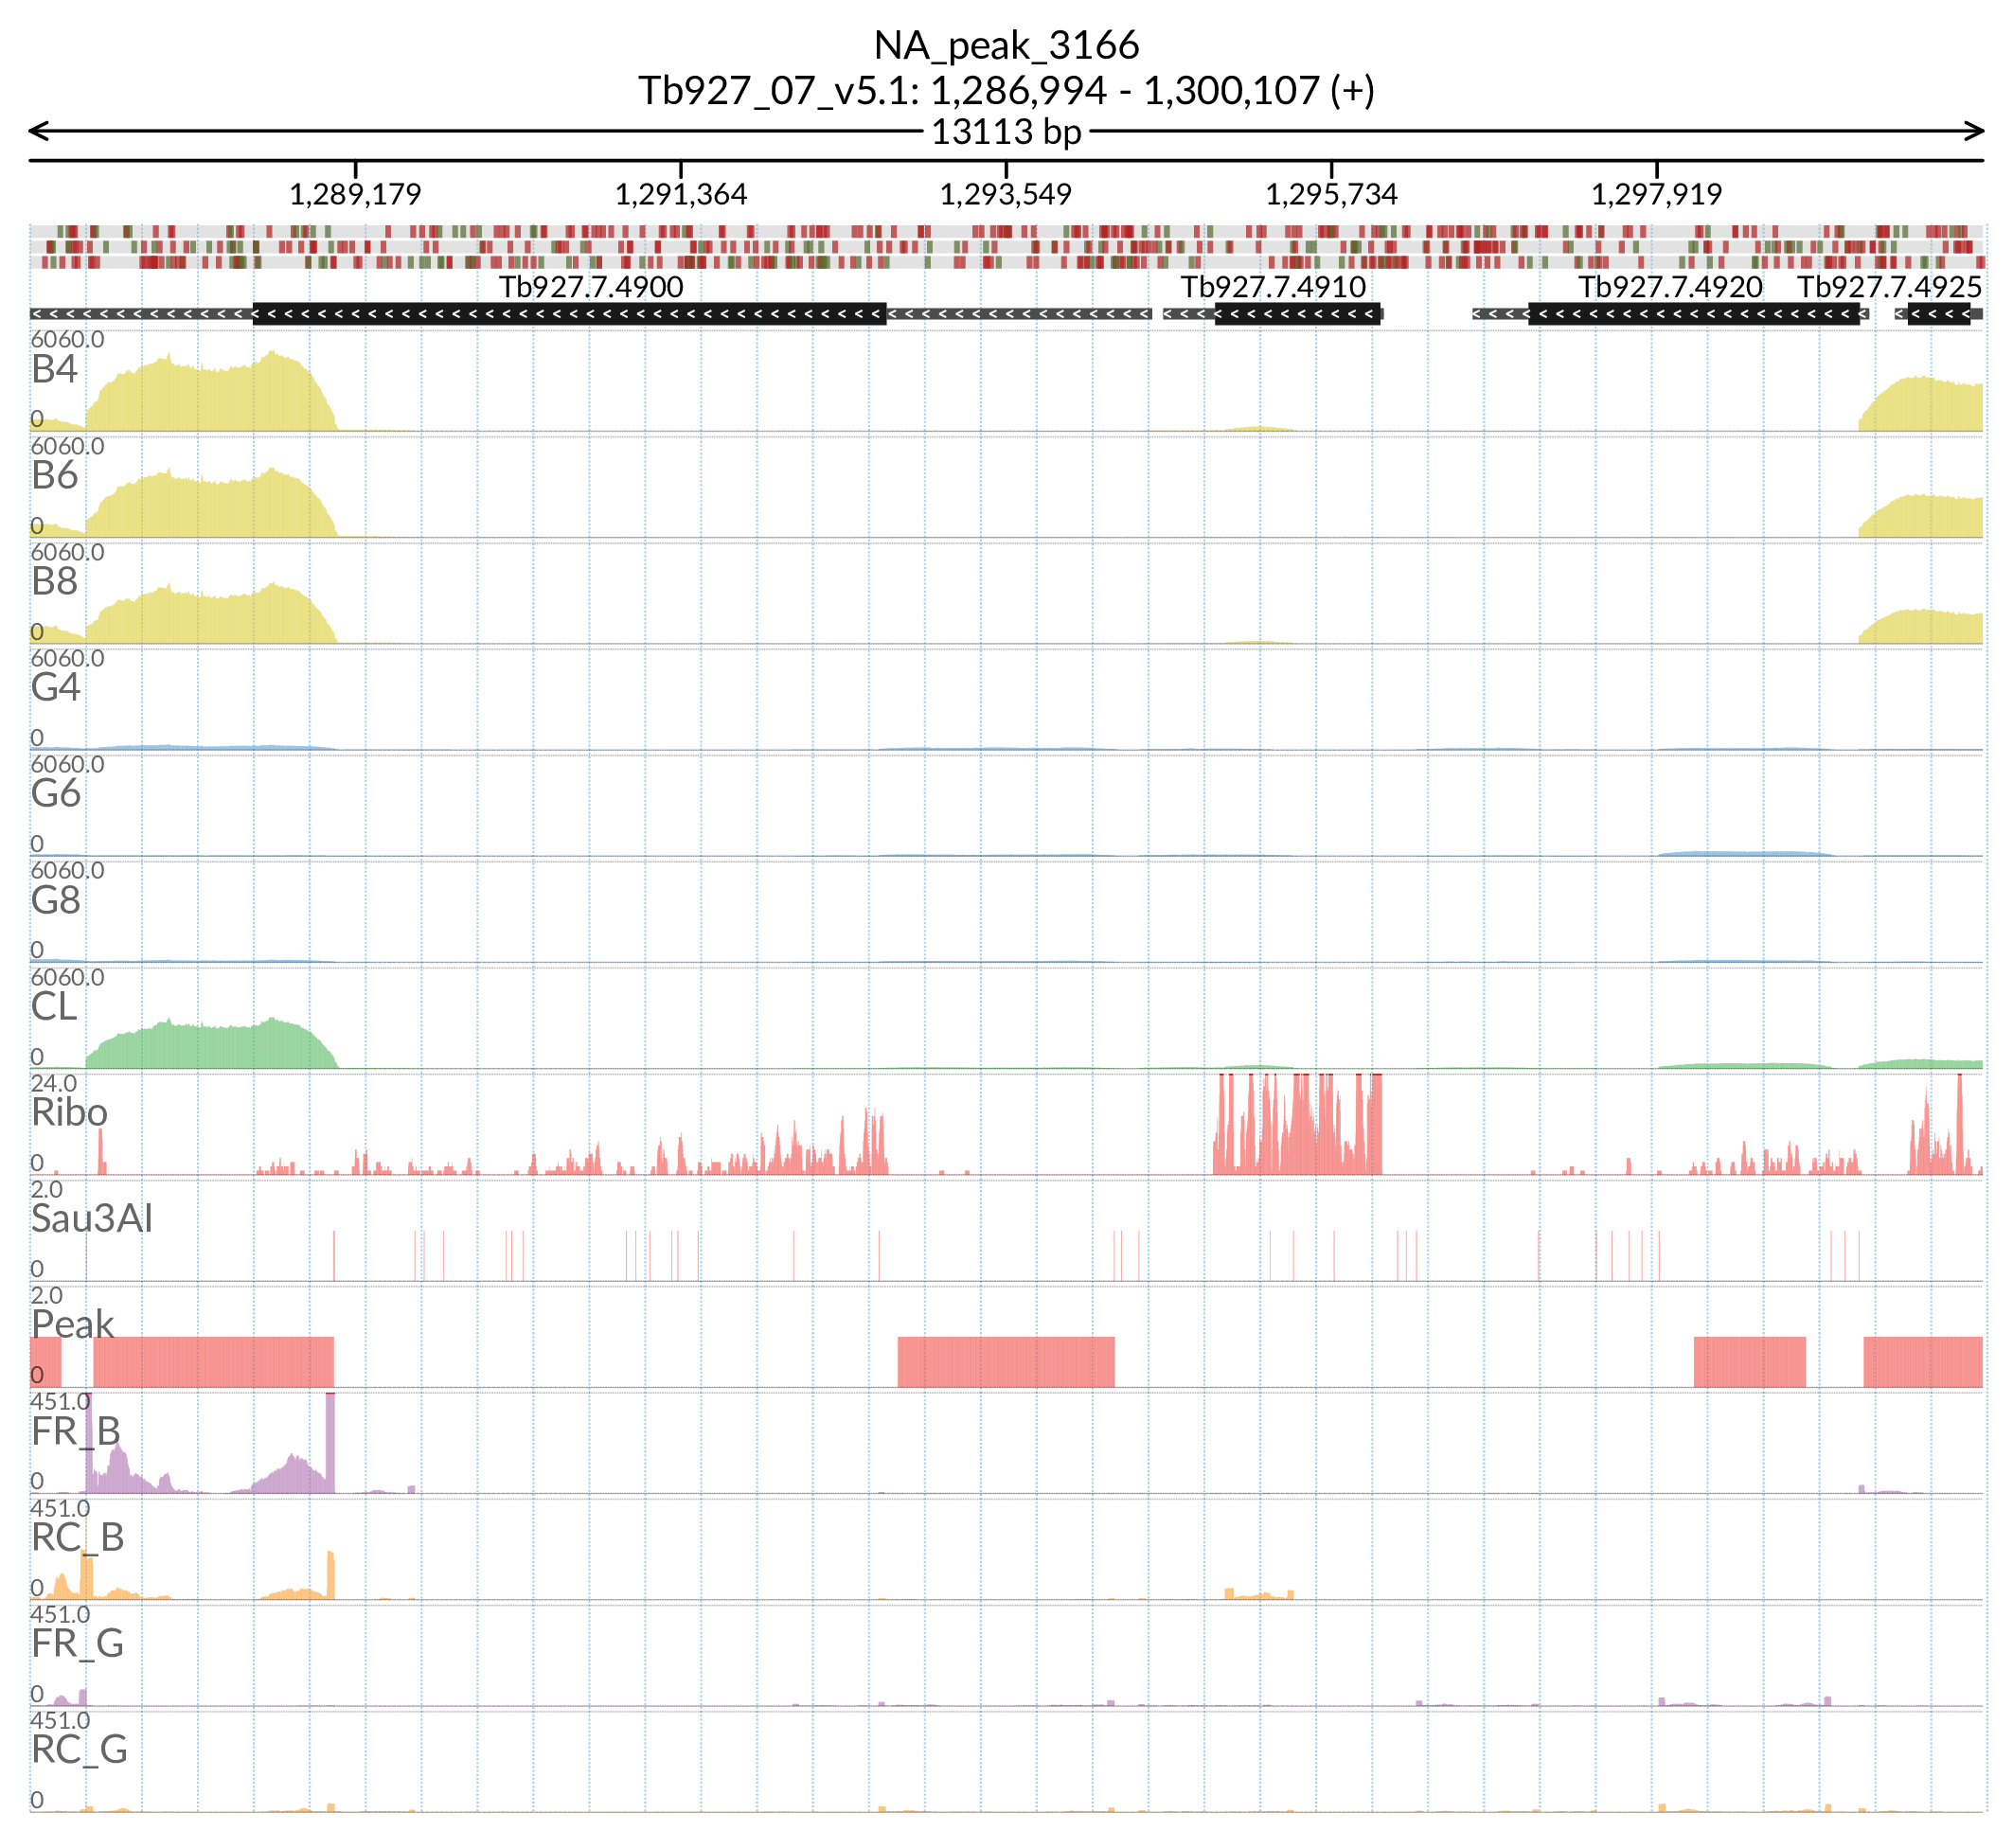 NA_peak_3166
Tb927_07_v5.1: 1,286,994 - 1,300,107 (+)
13113 bp
1,289,179 1,291,364 1,293,549 1,295,734 1,297,919
Tb927.7.4900 Tb927.7.4910 Tb927.7.4920 Tb927.7.4925
6060.0
B4
0
6060.0
B6
0
6060.0
B8
0
6060.0
G4
0
6060.0
G6
0
6060.0
G8
0
6060.0
CL
0
24.0
Ribo
0
2.0
Sau3AI
0
2.0
Peak
0
451.0
FR_B
0
451.0
RC_B
0
451.0
FR_G
0
451.0
RC_G
0